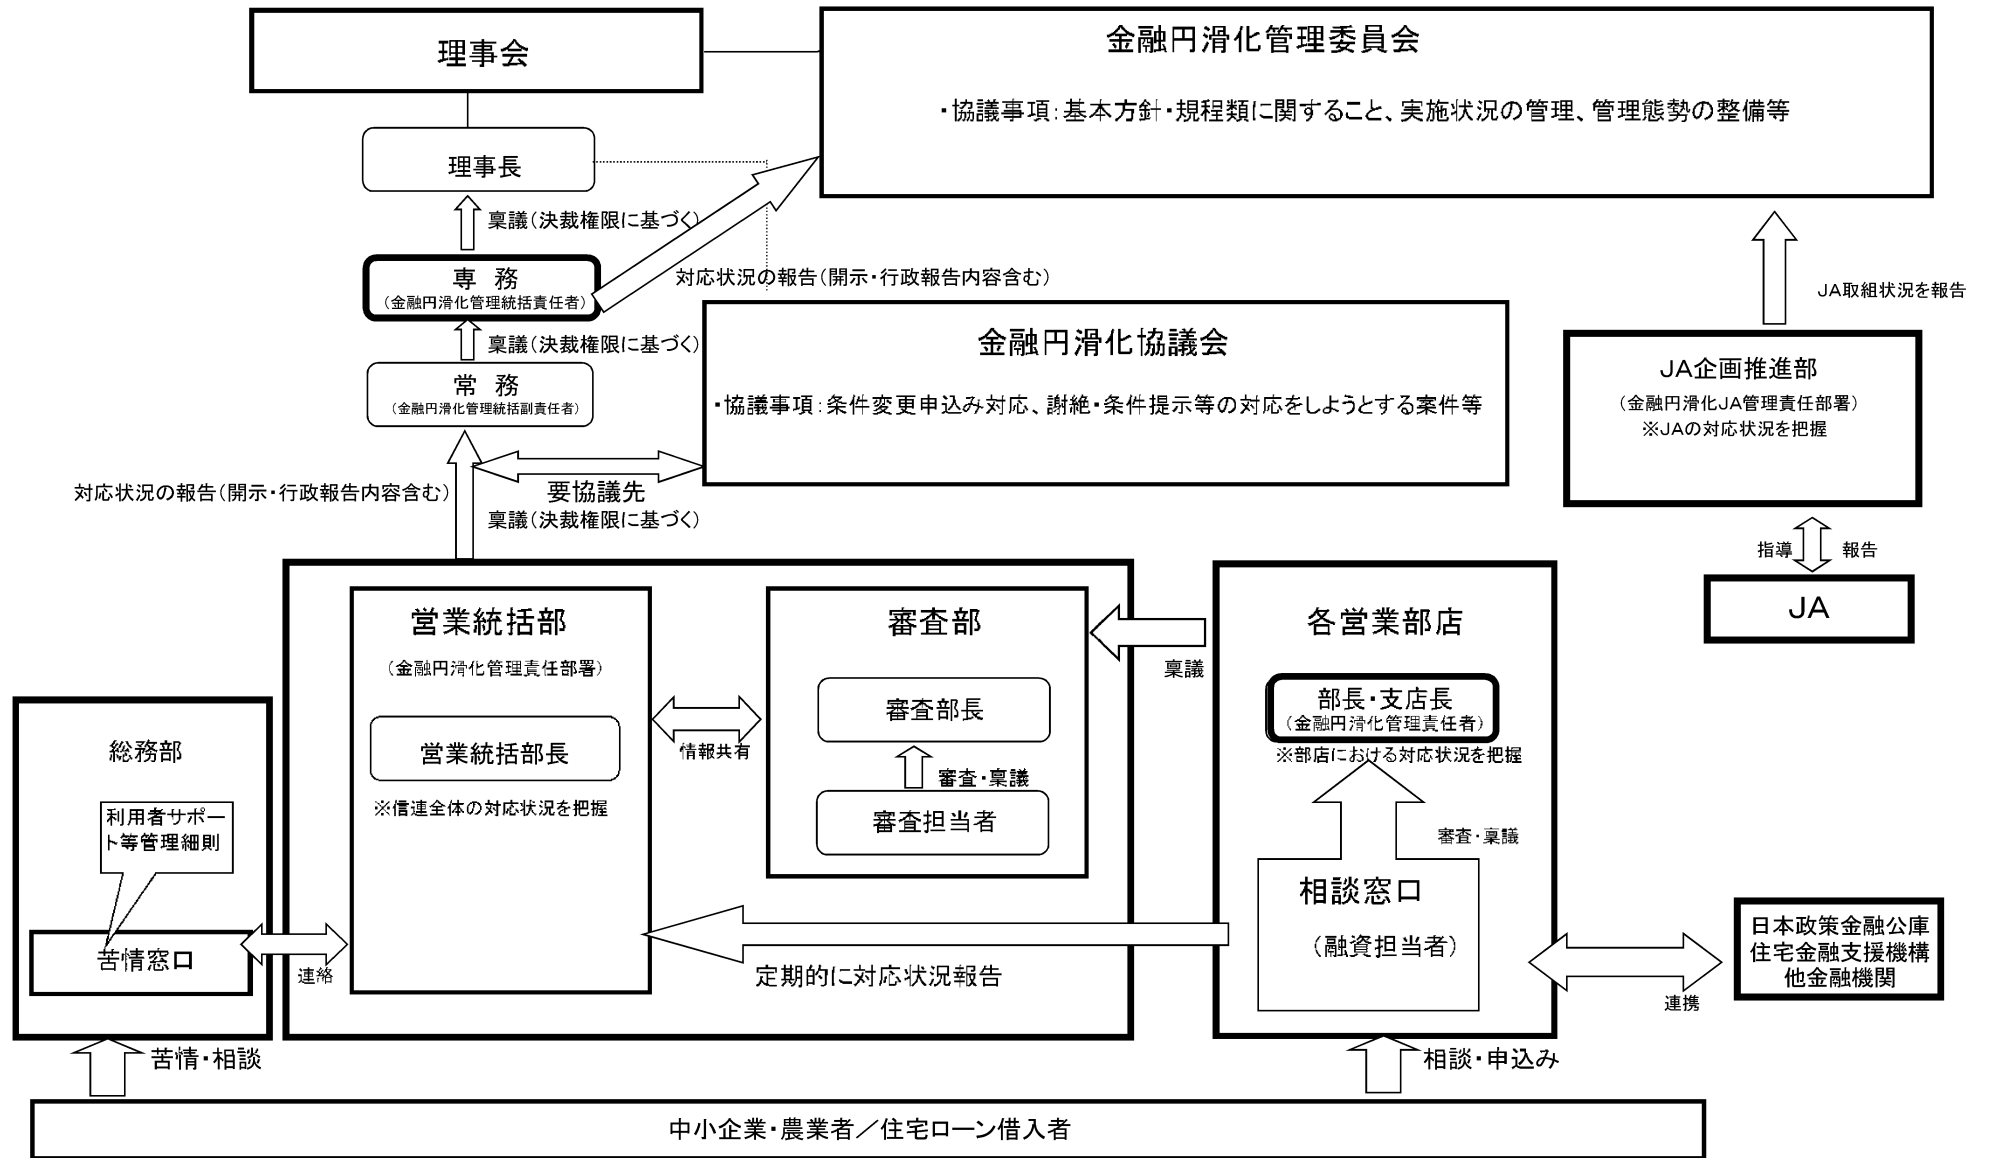 理事会
金融円滑化管理委員会
・協議事項：基本方針・規程類に関すること、実施状況の管理、管理態勢の整備等
理事長
稟議（決裁権限に基づく）
専　務
（金融円滑化管理統括責任者）
対応状況の報告（開示・行政報告内容含む）
稟議（決裁権限に基づく）
常　務
（金融円滑化管理統括副責任者）
金融円滑化協議会
・協議事項：条件変更申込み対応、謝絶・条件提示等の対応をしようとする案件等
JA取組状況を報告
JA企画推進部
（金融円滑化JA管理責任部署）
※JAの対応状況を把握
対応状況の報告（開示・行政報告内容含む）
要協議先
稟議（決裁権限に基づく）
指導
報告
JA
営業統括部
（金融円滑化管理責任部署）
営業統括部長
※信連全体の対応状況を把握
情報共有
審査部
審査部長
審査・稟議
審査担当者
稟議
各営業部店
部長・支店長
（金融円滑化管理責任者）
※部店における対応状況を把握
審査・稟議
相談窓口
（融資担当者）
総務部
利用者サポー
ト等管理細則
苦情窓口
連絡
定期的に対応状況報告
連携
日本政策金融公庫
住宅金融支援機構
他金融機関
苦情・相談
相談・申込み
中小企業・農業者／住宅ローン借入者